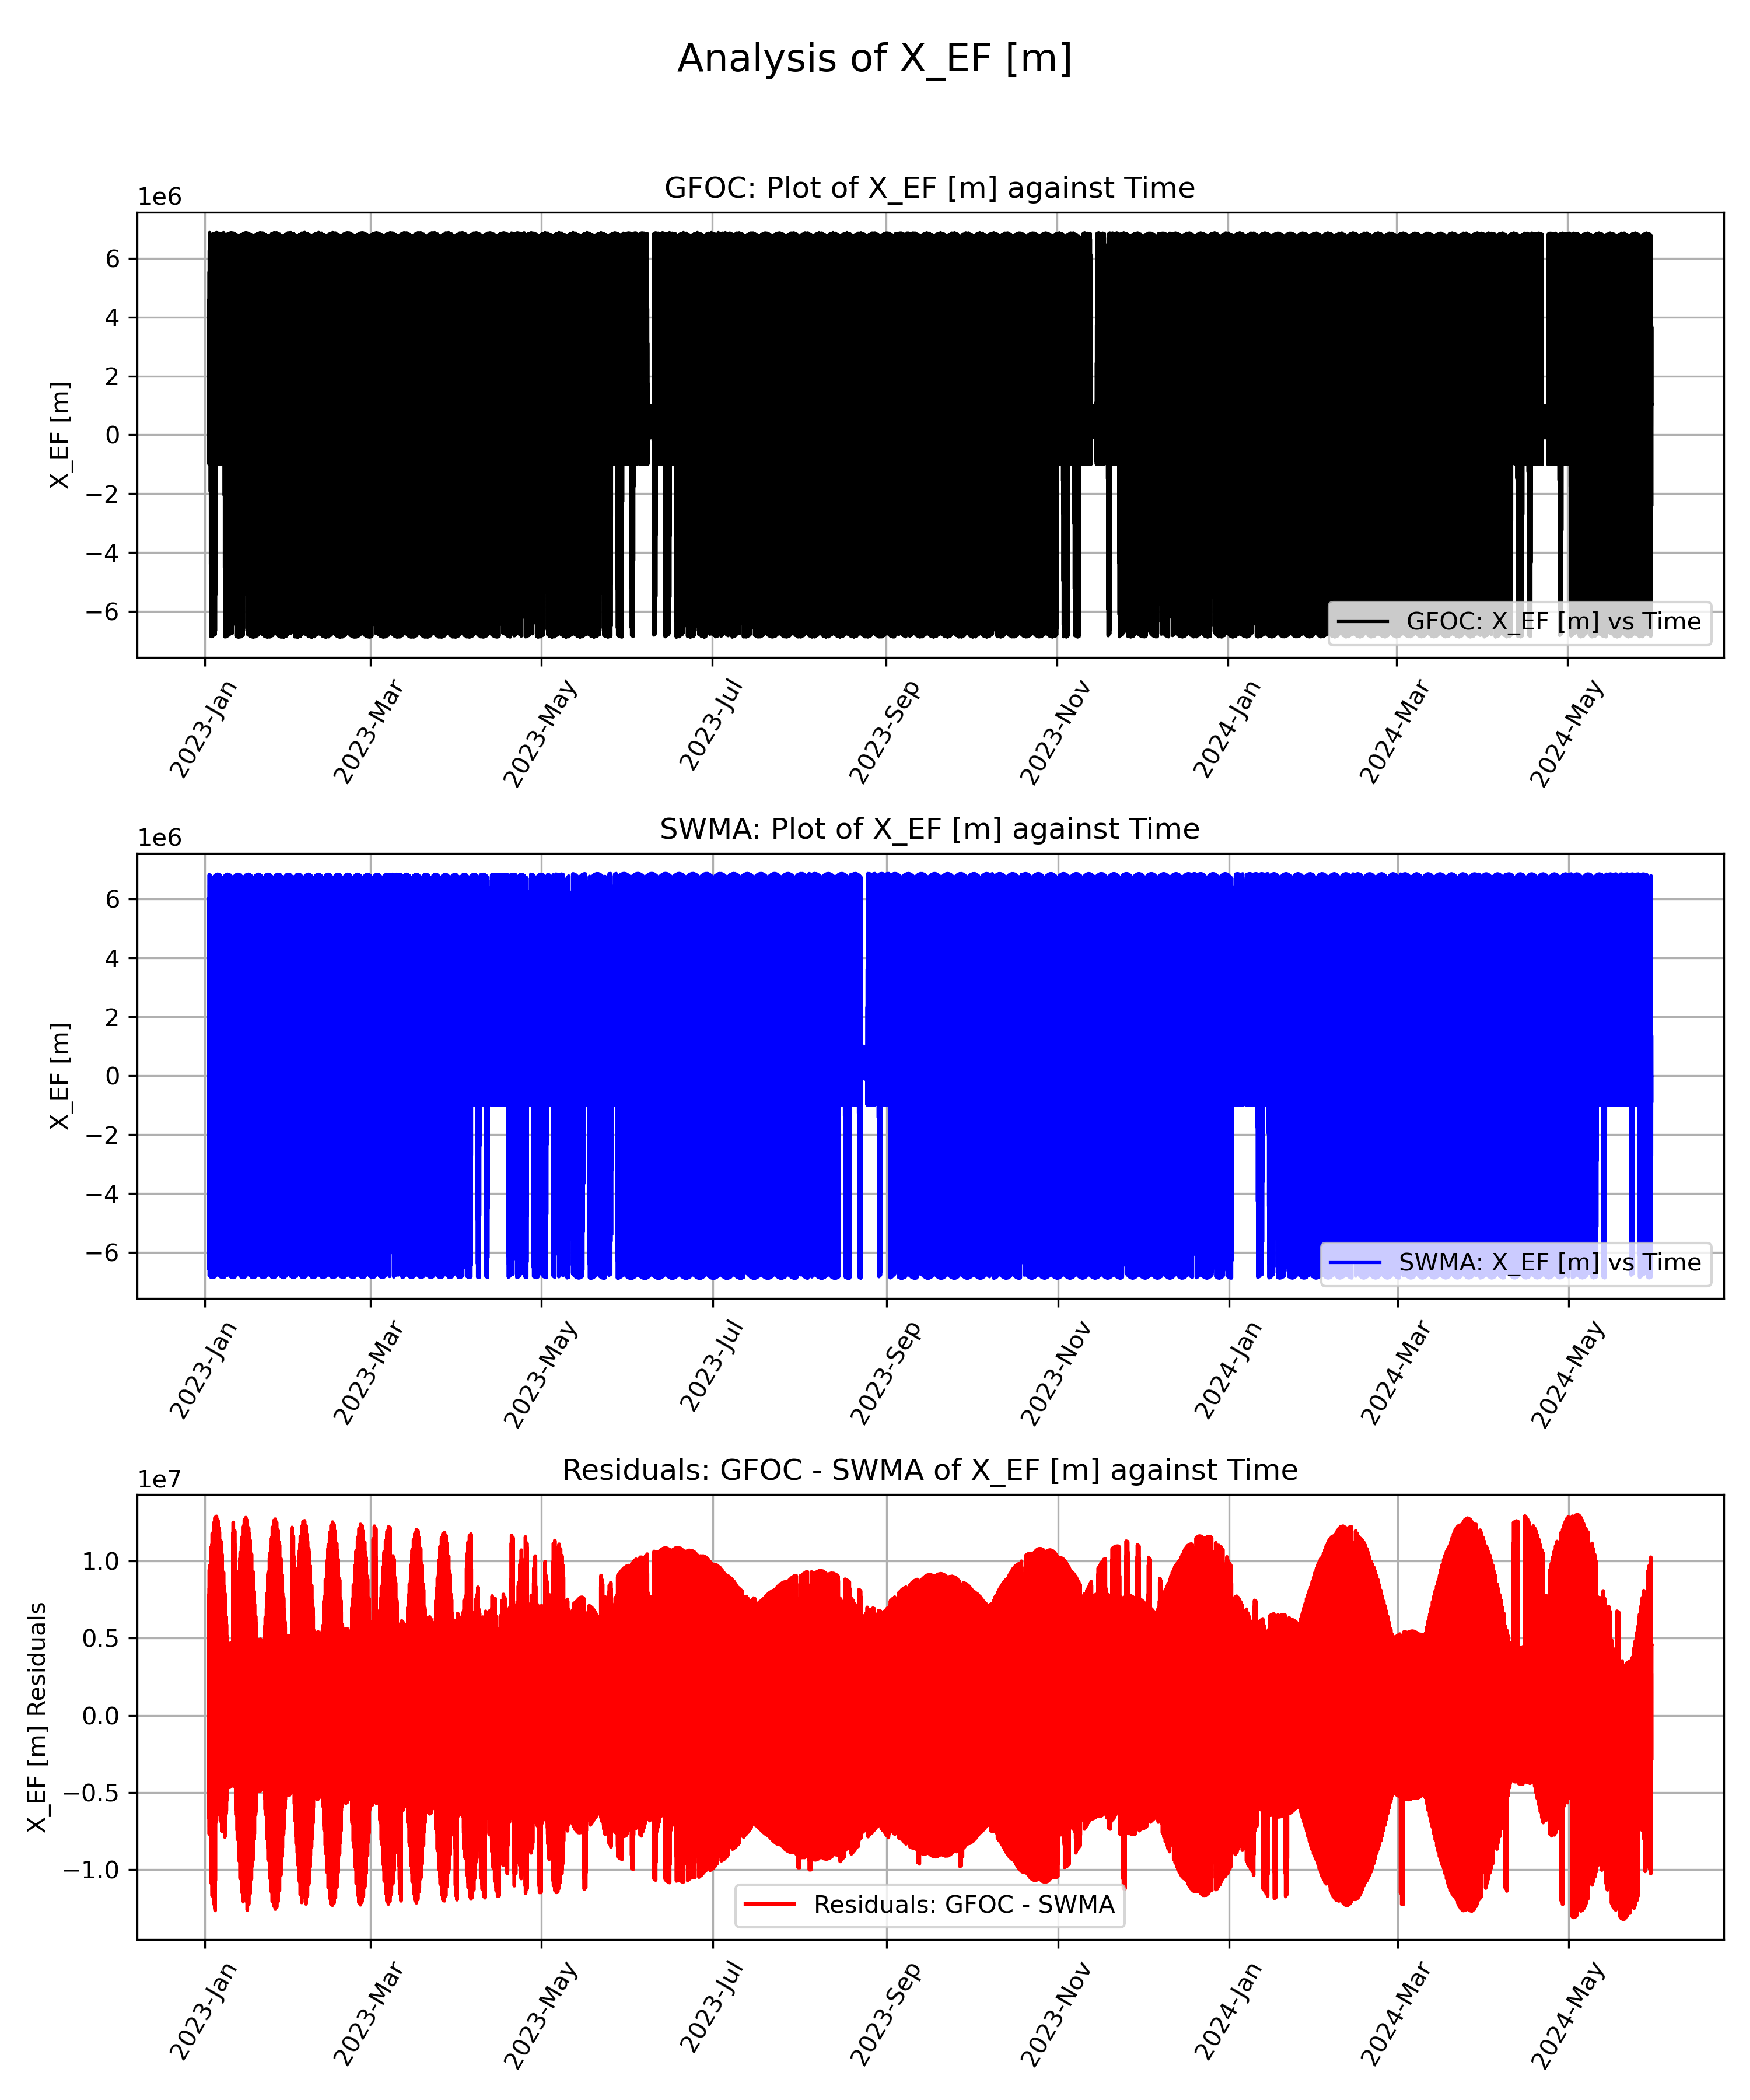 Analysis of X_EF [m]
GFOC: Plot of X_EF [m] against Time
1e6
6
4
2
0
−2
−4
−6
X_EF [m]
GFOC: X_EF [m] vs Time
2023-Jan
2023-Mar
2023-May
2023-Jul
2023-Sep
2023-Nov
2024-Jan
2024-Mar
2024-May
SWMA: Plot of X_EF [m] against Time
1e6
6
4
2
0
−2
−4
−6
X_EF [m]
SWMA: X_EF [m] vs Time
2023-Jan
2023-Mar
2023-May
2023-Jul
2023-Sep
2023-Nov
2024-Jan
2024-Mar
2024-May
Residuals: GFOC - SWMA of X_EF [m] against Time
1e7
1.0
0.5
0.0
−0.5
−1.0
X_EF [m] Residuals
Residuals: GFOC - SWMA
2023-Jan
2023-Mar
2023-May
2023-Jul
2023-Sep
2023-Nov
2024-Jan
2024-Mar
2024-May